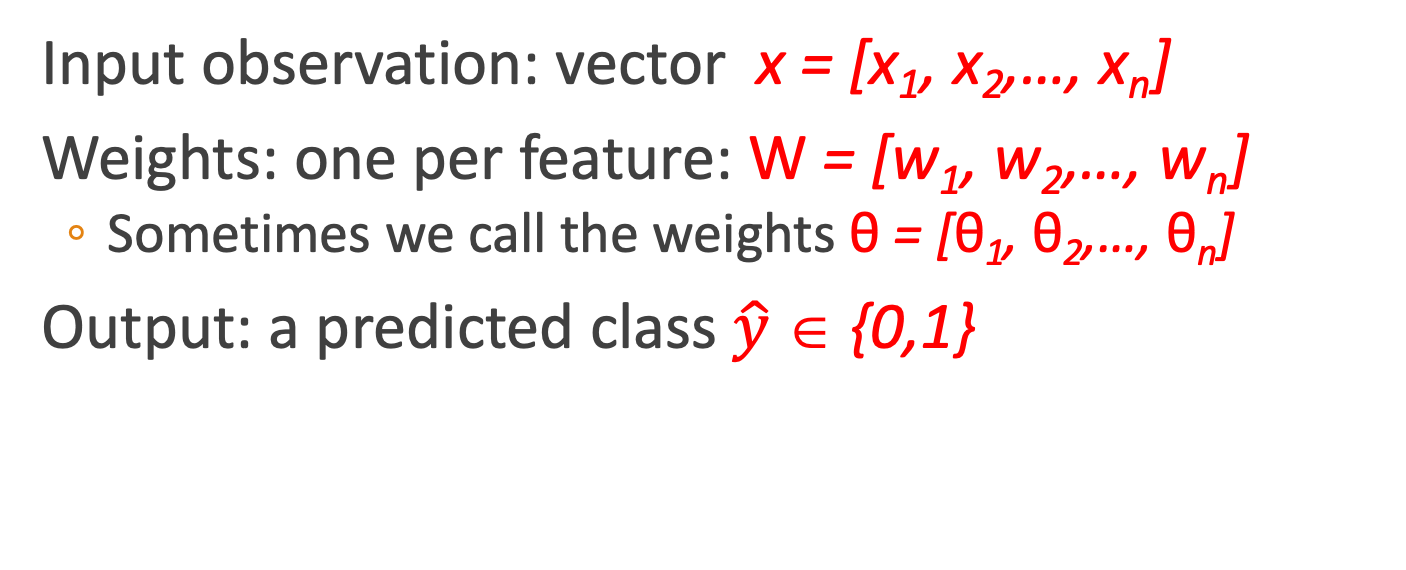 Input observation: vector x = [x₁, x₂,..., xₙ]
Weights: one per feature: W = [w₁, w₂,..., wₙ]
◦ Sometimes we call the weights θ = [θ₁, θ₂,..., θₙ]
Output: a predicted class ŷ ∈ {0,1}